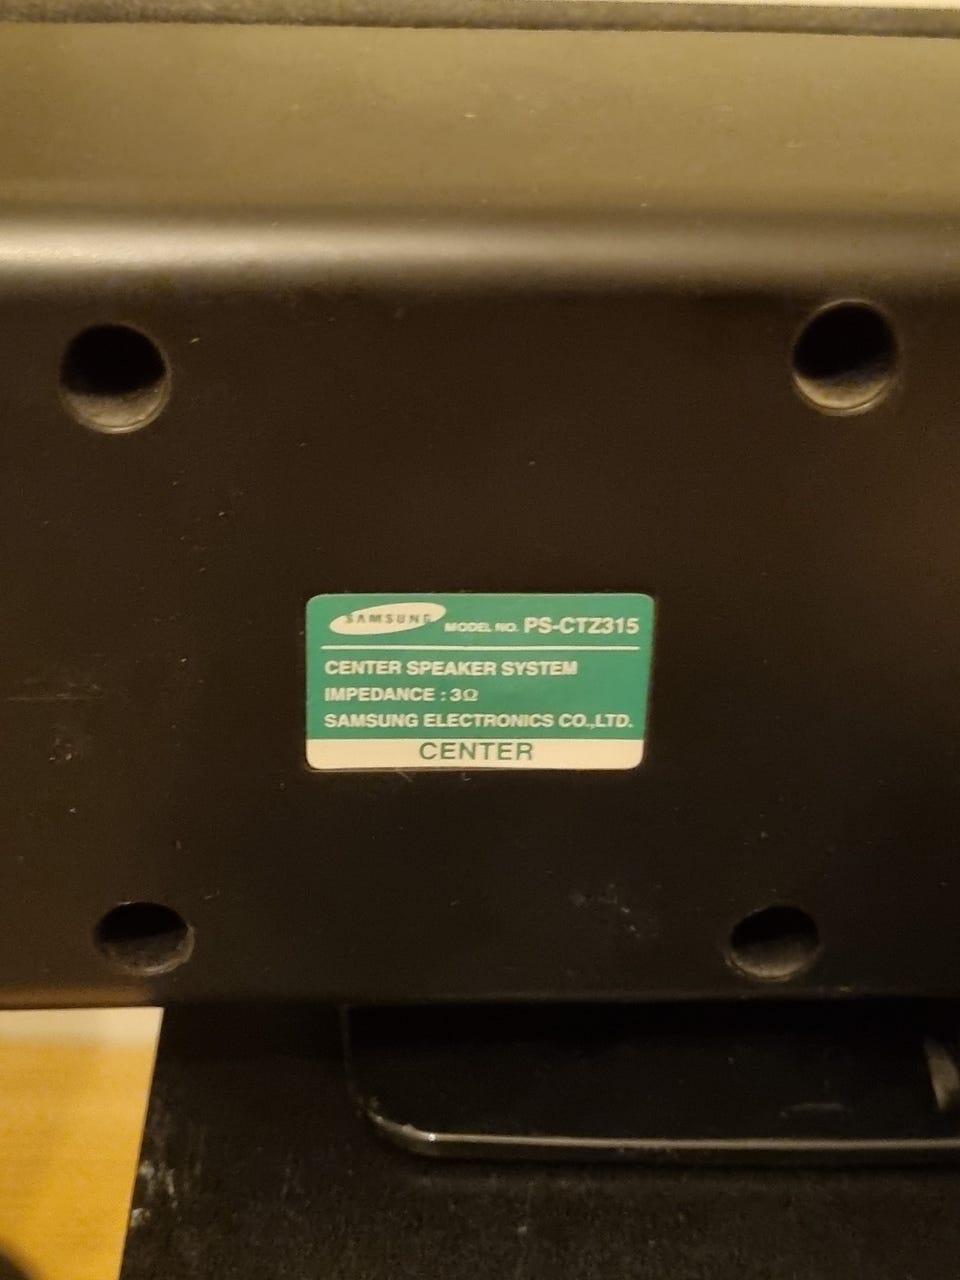 SAMSUNG MODEL NO. PS-CTZ315
CENTER SPEAKER SYSTEM
IMPEDANCE : 3Ω
SAMSUNG ELECTRONICS CO.,LTD.
CENTER